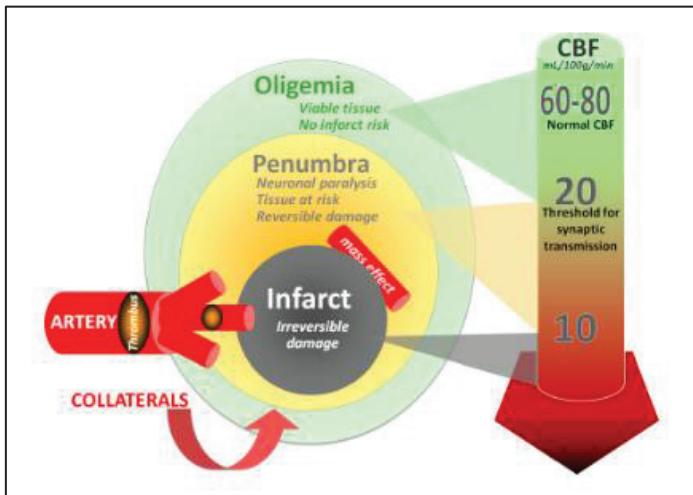 CBF
mL/100g/min
60-80
Normal CBF
20
Threshold for
synaptic
transmission
10
Oligemia
Viable tissue
No infarct risk
Penumbra
Neuronal paralysis
Tissue at risk
Reversible damage
mass effect
Infarct
Irreversible
damage
ARTERY
Thrombus
COLLATERALS